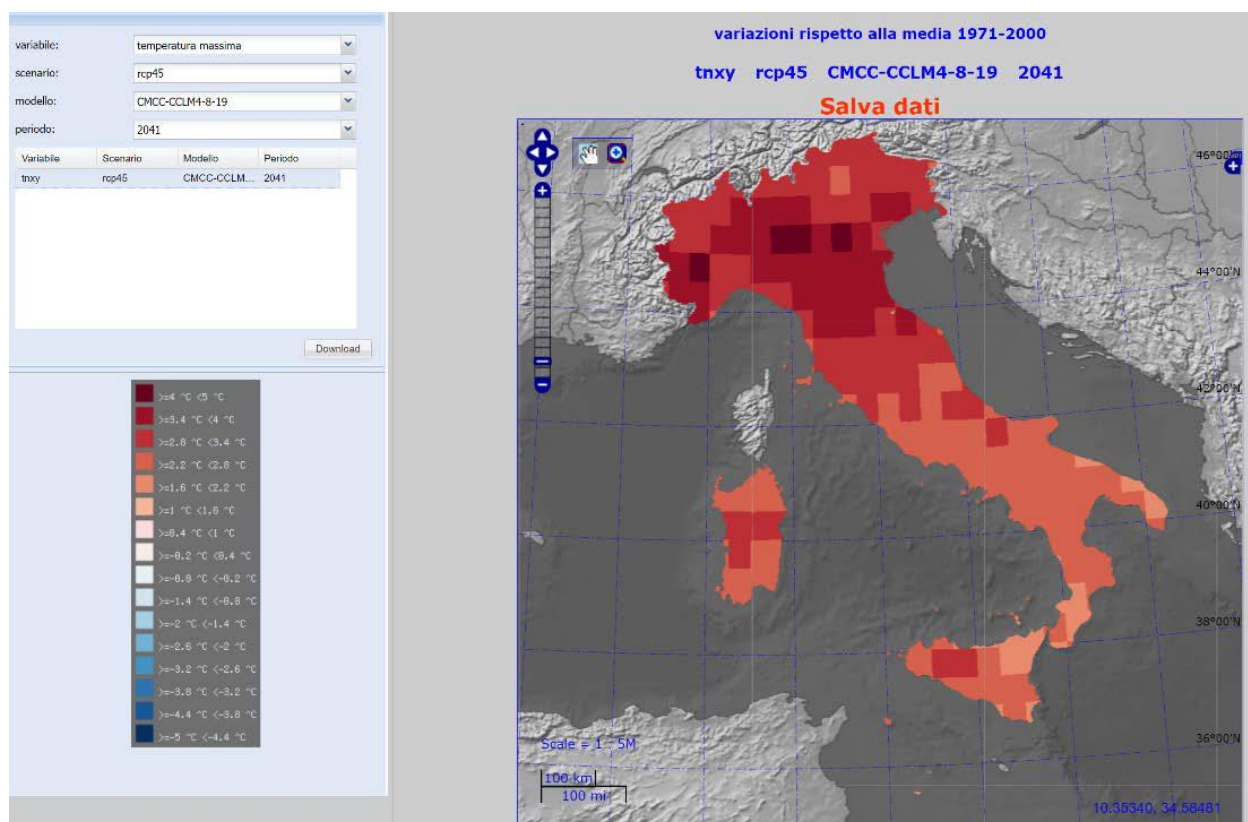 variabile: temperatura massima
scenario: rcp45
modello: CMCC-CCLM4-8-19
periodo: 2041
Variabile Scenario Modello Periodo
tnxy rcp45 CMCC-CCLM... 2041
Download
>=4 °C <5 °C
>=3.4 °C <4 °C
>=2.8 °C <3.4 °C
>=2.2 °C <2.8 °C
>=1.6 °C <2.2 °C
>=1 °C <1.6 °C
>=0.4 °C <1 °C
>=-0.2 °C <0.4 °C
>=-0.8 °C <-0.2 °C
>=-1.4 °C <-0.8 °C
>=-2 °C <-1.4 °C
>=-2.6 °C <-2 °C
>=-3.2 °C <-2.6 °C
>=-3.8 °C <-3.2 °C
>=-4.4 °C <-3.8 °C
>=-5 °C <-4.4 °C
variazioni rispetto alla media 1971-2000
tnxy rcp45 CMCC-CCLM4-8-19 2041
Salva dati
46°00'N
44°00'N
42°00'N
40°00'N
38°00'N
36°00'N
Scale = 1 : 5M
100 km
100 mi
10.35340, 34.58481